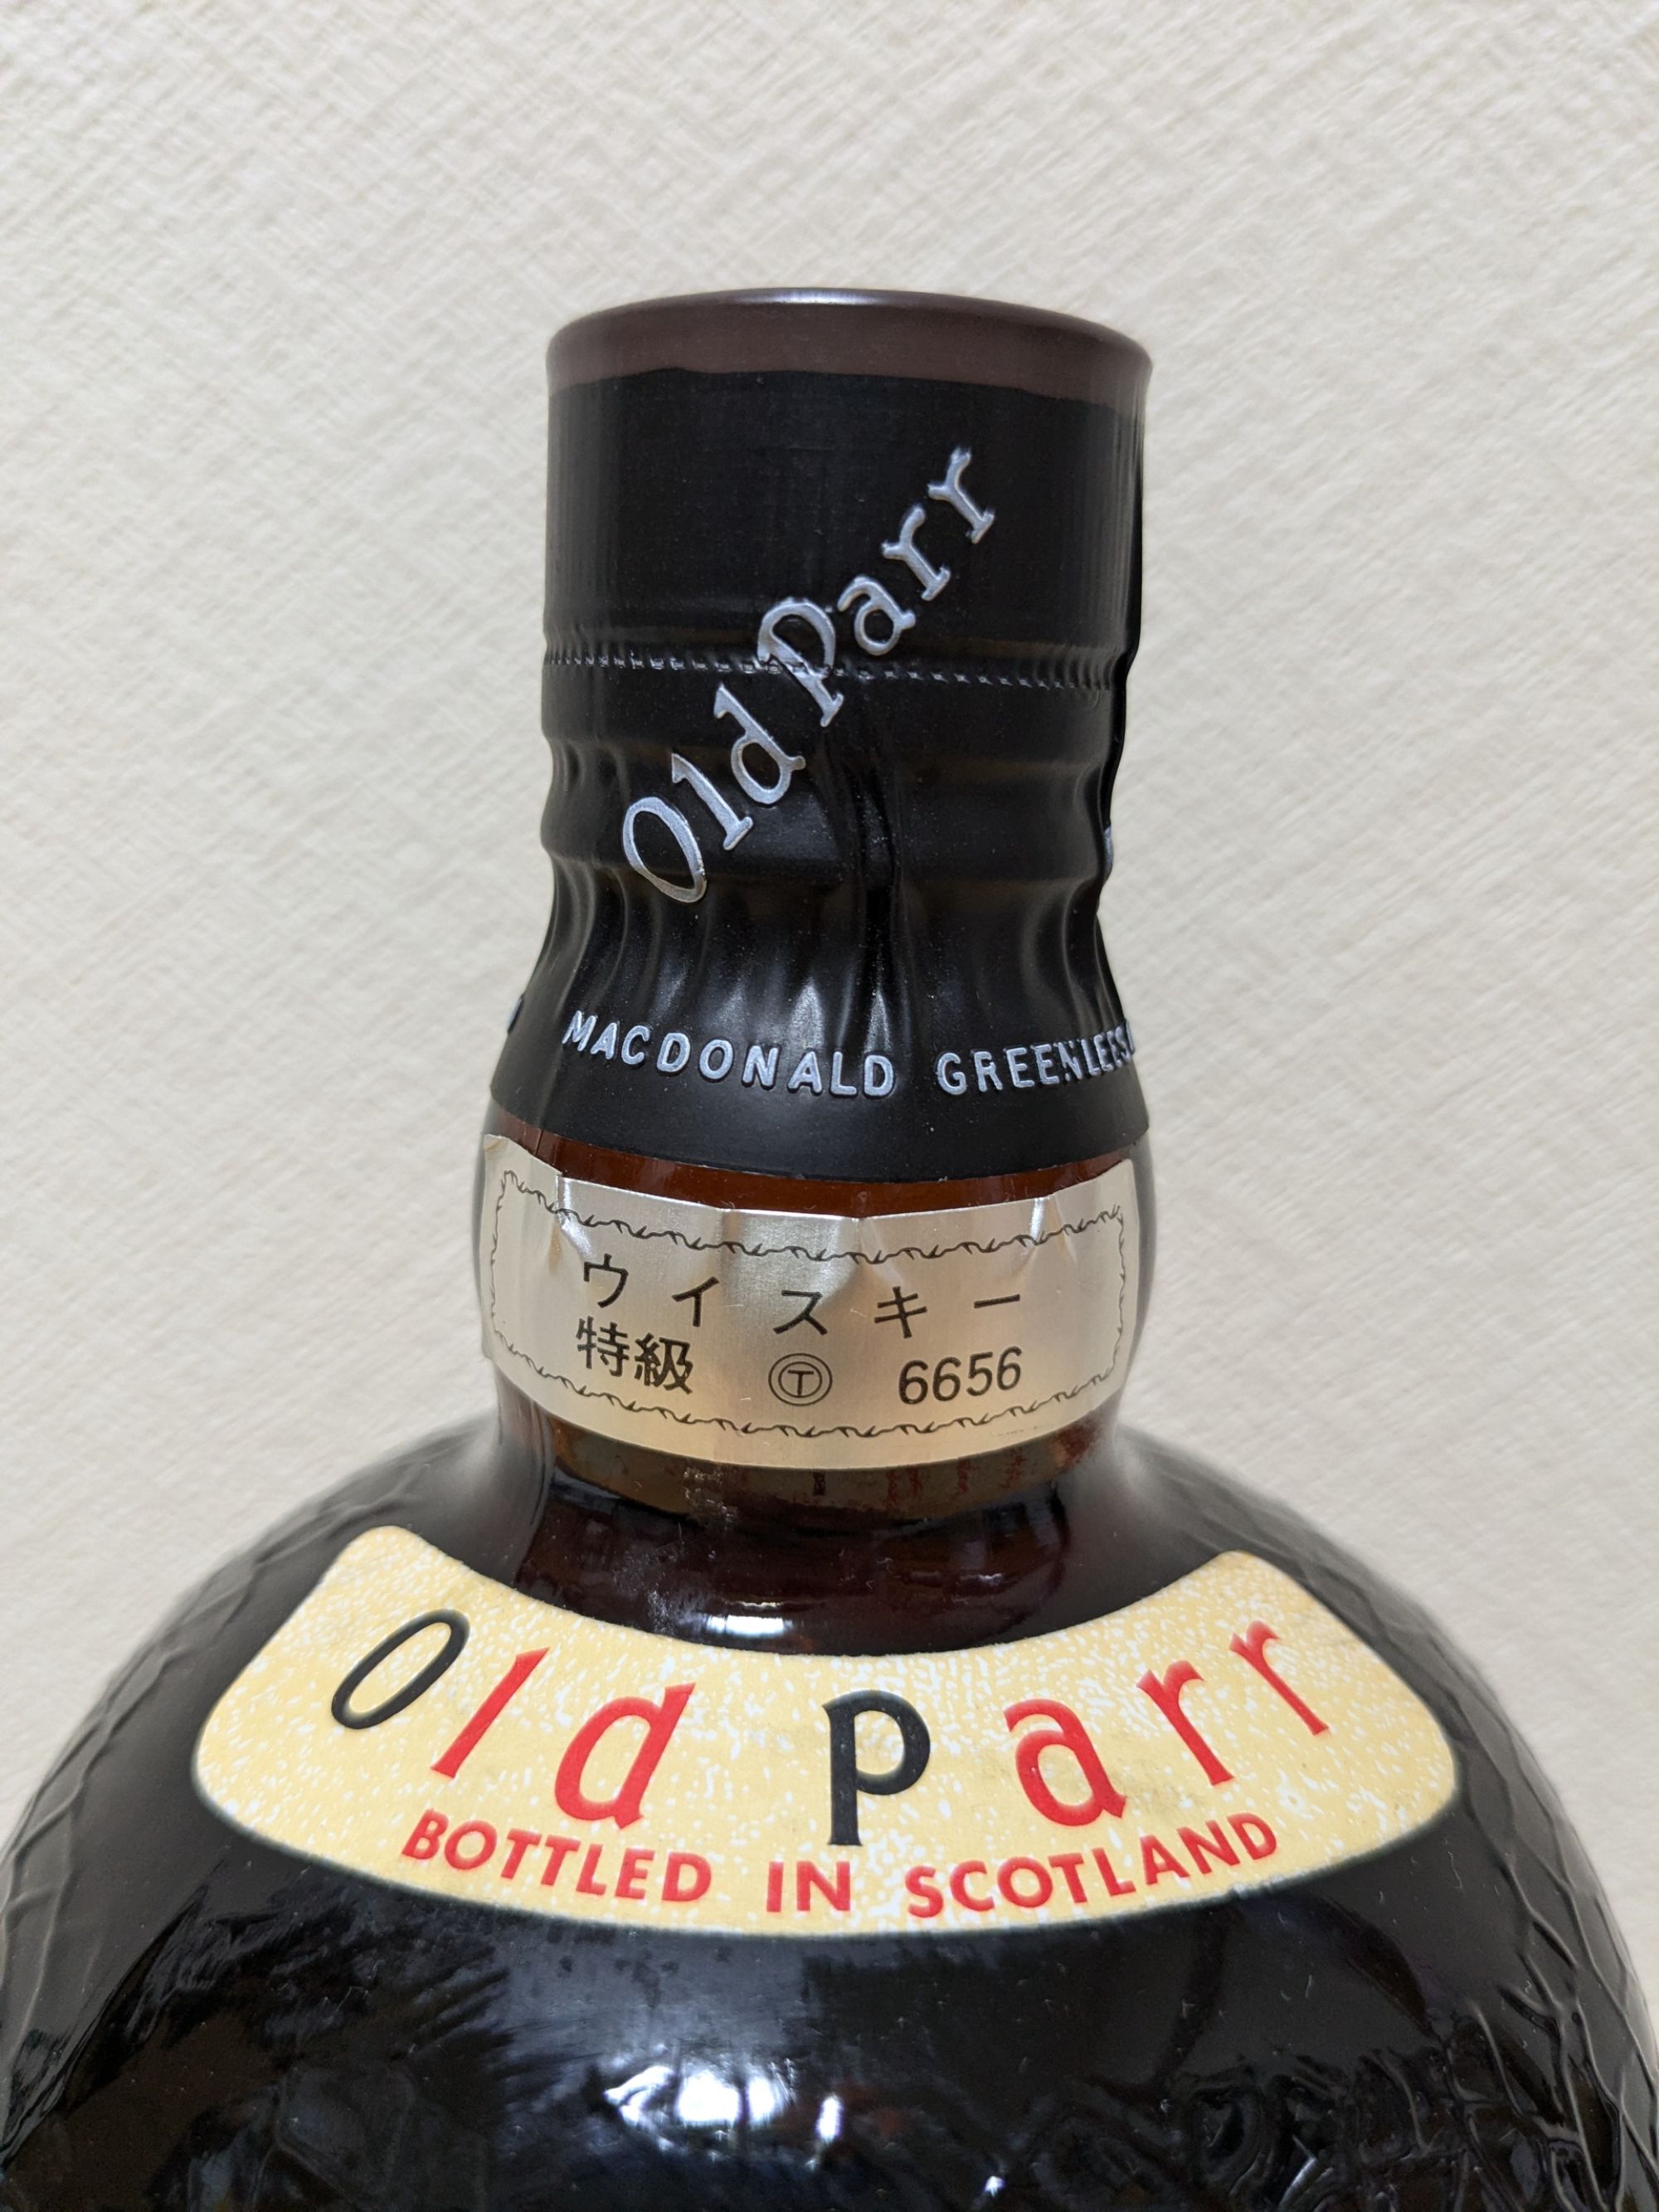 Old Parr
MACDONALD GREENLEES
ウイスキー
特級 Ⓣ 6656
Old Parr
BOTTLED IN SCOTLAND